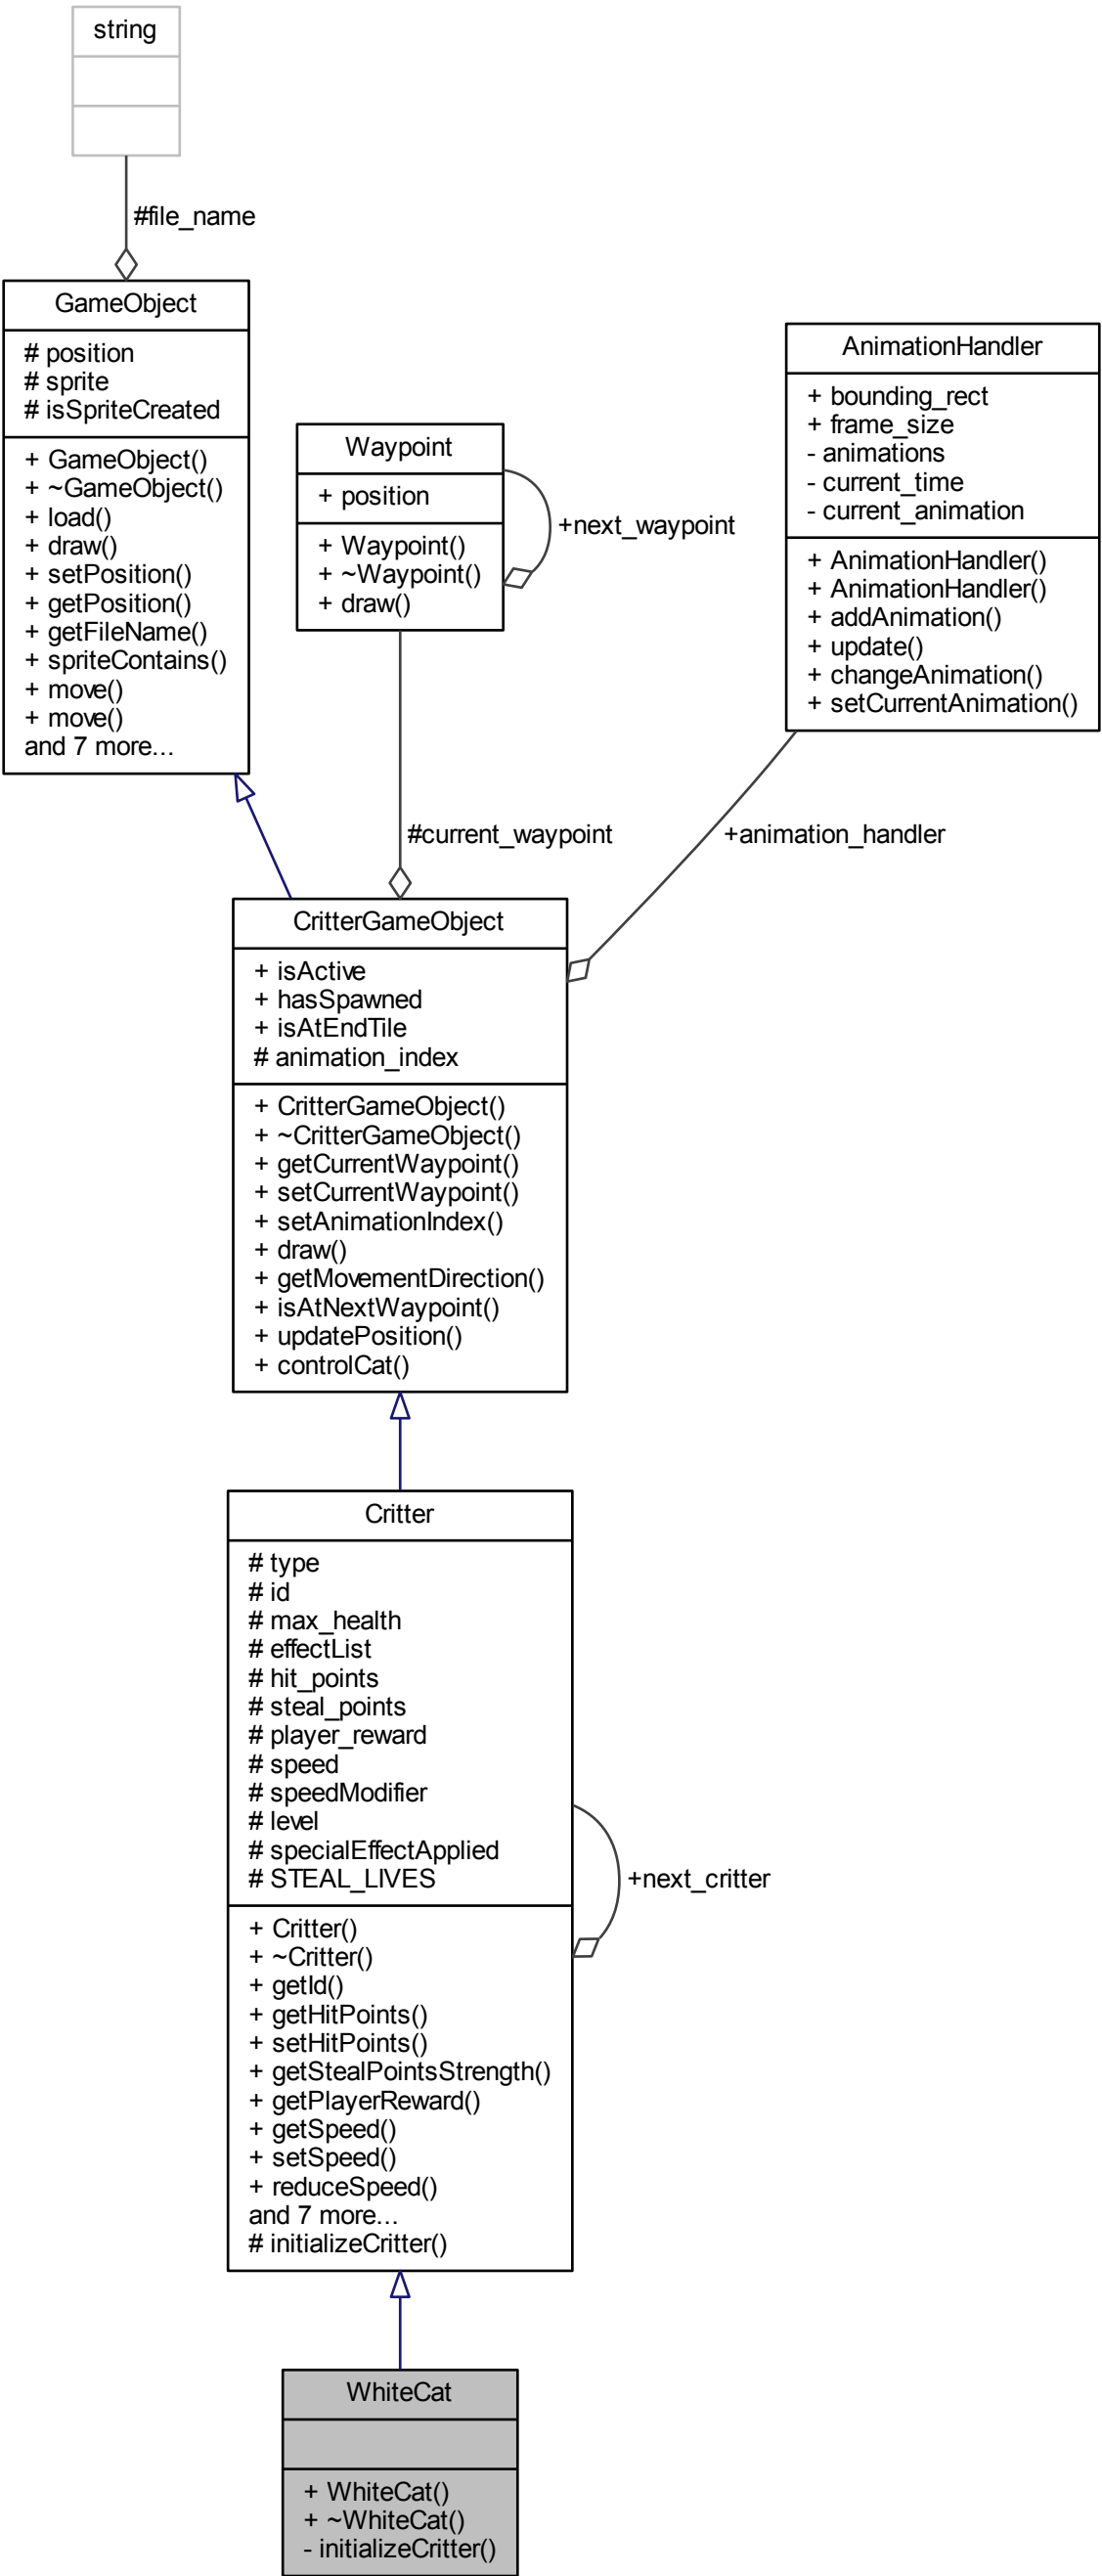 string
#file_name
GameObject
# position
# sprite
# isSpriteCreated
+ GameObject()
+ ~GameObject()
+ load()
+ draw()
+ setPosition()
+ getPosition()
+ getFileName()
+ spriteContains()
+ move()
+ move()
and 7 more...
Waypoint
+ position
+ Waypoint()
+ ~Waypoint()
+ draw()
+next_waypoint
AnimationHandler
+ bounding_rect
+ frame_size
- animations
- current_time
- current_animation
+ AnimationHandler()
+ AnimationHandler()
+ addAnimation()
+ update()
+ changeAnimation()
+ setCurrentAnimation()
#current_waypoint
+animation_handler
CritterGameObject
+ isActive
+ hasSpawned
+ isAtEndTile
# animation_index
+ CritterGameObject()
+ ~CritterGameObject()
+ getCurrentWaypoint()
+ setCurrentWaypoint()
+ setAnimationIndex()
+ draw()
+ getMovementDirection()
+ isAtNextWaypoint()
+ updatePosition()
+ controlCat()
Critter
# type
# id
# max_health
# effectList
# hit_points
# steal_points
# player_reward
# speed
# speedModifier
# level
# specialEffectApplied
# STEAL_LIVES
+ Critter()
+ ~Critter()
+ getId()
+ getHitPoints()
+ setHitPoints()
+ getStealPointsStrength()
+ getPlayerReward()
+ getSpeed()
+ setSpeed()
+ reduceSpeed()
and 7 more...
# initializeCritter()
+next_critter
WhiteCat
+ WhiteCat()
+ ~WhiteCat()
- initializeCritter()